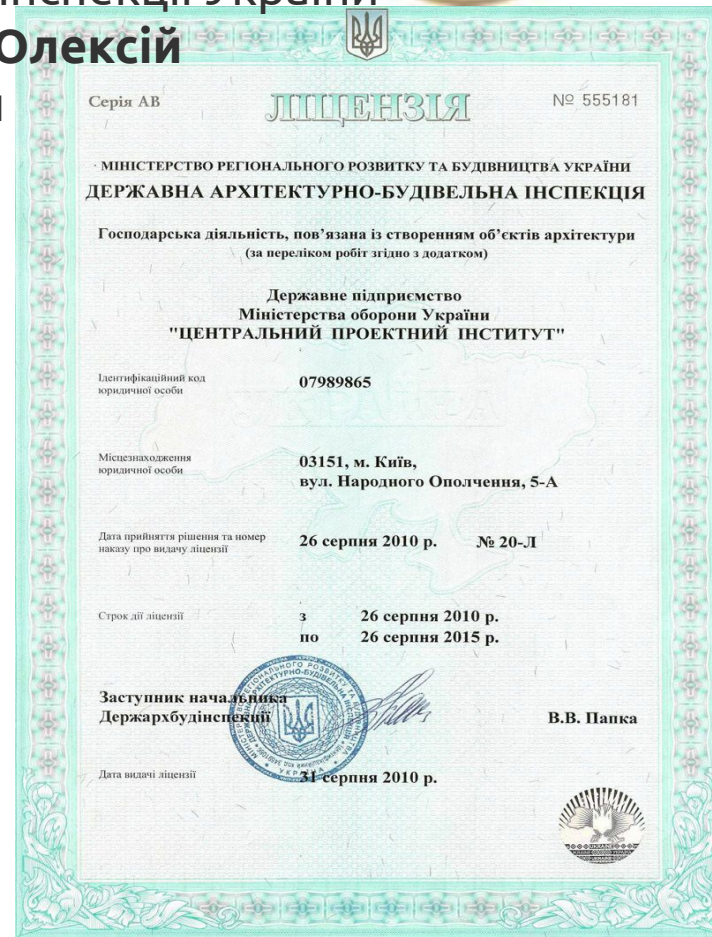 інспекції України
Олексій
Серія АВ
ЛІЦЕНЗІЯ
№ 555181
МІНІСТЕРСТВО РЕГІОНАЛЬНОГО РОЗВИТКУ ТА БУДІВНИЦТВА УКРАЇНИ
ДЕРЖАВНА АРХІТЕКТУРНО-БУДІВЕЛЬНА ІНСПЕКЦІЯ
Господарська діяльність, пов’язана із створенням об’єктів архітектури
(за переліком робіт згідно з додатком)
Державне підприємство
Міністерства оборони України
"ЦЕНТРАЛЬНИЙ ПРОЕКТНИЙ ІНСТИТУТ"
Ідентифікаційний код
юридичної особи
07989865
Місцезнаходження
юридичної особи
03151, м. Київ,
вул. Народного Ополчення, 5-А
Дата прийняття рішення та номер
наказу про видачу ліцензії
26 серпня 2010 р. № 20-Л
Строк дії ліцензії
з 26 серпня 2010 р.
по 26 серпня 2015 р.
Заступник начальника
Держархбудінспекції
В.В. Папка
УКРАЇНА
Дата видачі ліцензії
31 серпня 2010 р.